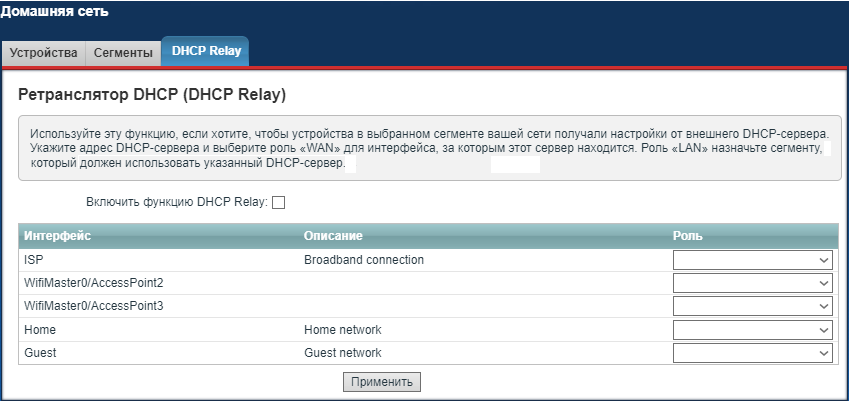 Домашняя сеть
Устройства Сегменты DHCP Relay
Ретранслятор DHCP (DHCP Relay)
Используйте эту функцию, если хотите, чтобы устройства в выбранном сегменте вашей сети получали настройки от внешнего DHCP-сервера.
Укажите адрес DHCP-сервера и выберите роль «WAN» для интерфейса, за которым этот сервер находится. Роль «LAN» назначьте сегменту,
который должен использовать указанный DHCP-сервер.
Включить функцию DHCP Relay:
Интерфейс Описание Роль
ISP Broadband connection
WifiMaster0/AccessPoint2
WifiMaster0/AccessPoint3
Home Home network
Guest Guest network
Применить